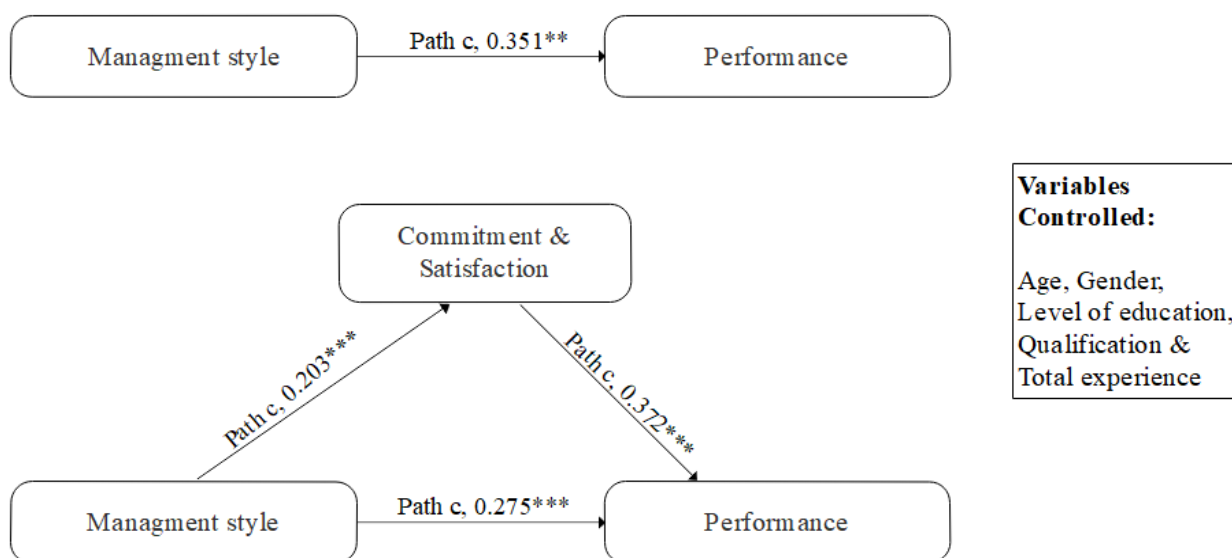 Managment style
Path c, 0.351**
Performance
Variables
Controlled:
Age, Gender,
Level of education,
Qualification &
Total experience
Commitment &
Satisfaction
Path c, 0.203***
Path c, 0.372***
Managment style
Path c, 0.275***
Performance